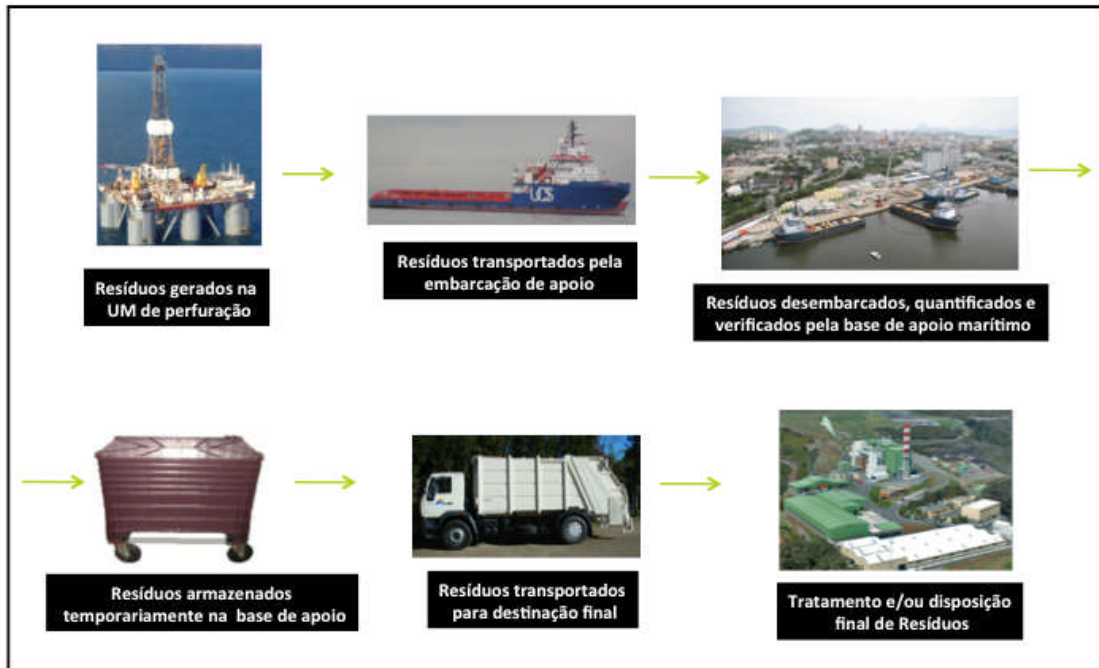 UCS
Resíduos gerados na
UM de perfuração
Resíduos transportados pela
embarcação de apoio
Resíduos desembarcados, quantificados e
verificados pela base de apoio marítimo
Resíduos armazenados
temporariamente na base de apoio
Resíduos transportados
para destinação final
Tratamento e/ou disposição
final de Resíduos